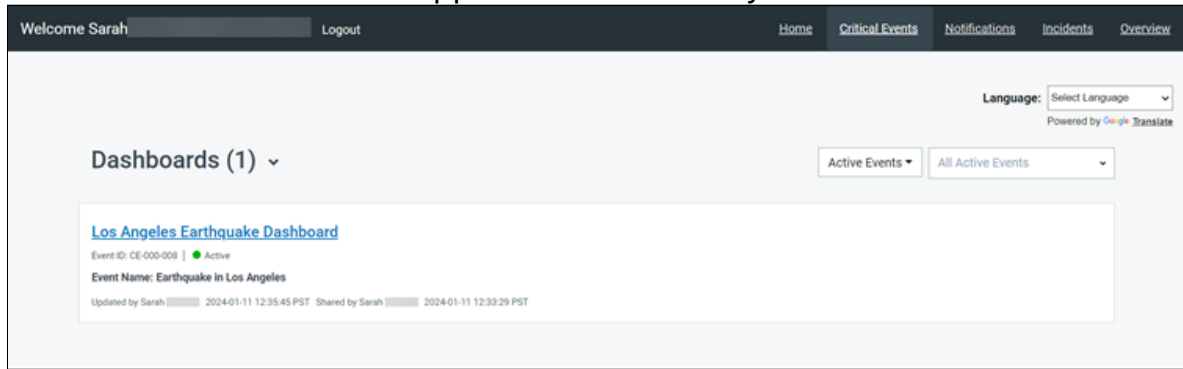 Welcome Sarah Logout Home Critical Events Notifications Incidents Overview
Language: Select Language
Powered by Google Translate
Dashboards (1) Active Events All Active Events
Los Angeles Earthquake Dashboard
Event ID: CE-000-008 | Active
Event Name: Earthquake in Los Angeles
Updated by Sarah 2024-01-11 12:35:45 PST Shared by Sarah 2024-01-11 12:33:29 PST